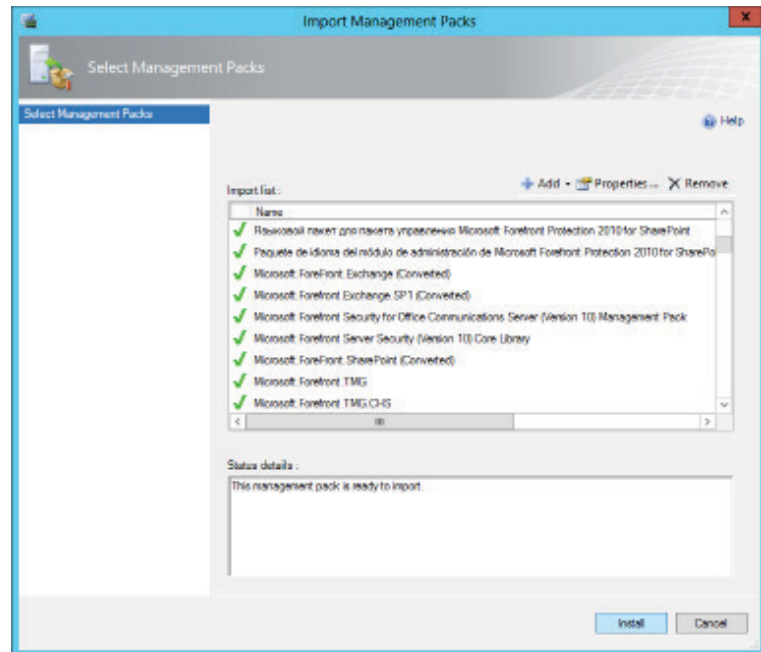 Import Management Packs
x
Select Management Packs
Select Management Packs
Help
Import list :
Add
Properties ...
Remove
Name
Языковой пакет для пакета управления Microsoft Forefront Protection 2010 for SharePoint
Paquete de idioma del módulo de administración de Microsoft Forefront Protection 2010 for SharePo
Microsoft.ForeFront.Exchange (Converted)
Microsoft.Forefront.Exchange.SP1 (Converted)
Microsoft Forefront Security for Office Communications Server (Version 10) Management Pack
Microsoft Forefront Server Security (Version 10) Core Library
Microsoft.ForeFront.SharePoint (Converted)
Microsoft.Forefront.TMG
Microsoft.Forefront.TMG.CHS
Status details :
This management pack is ready to import.
Install
Cancel